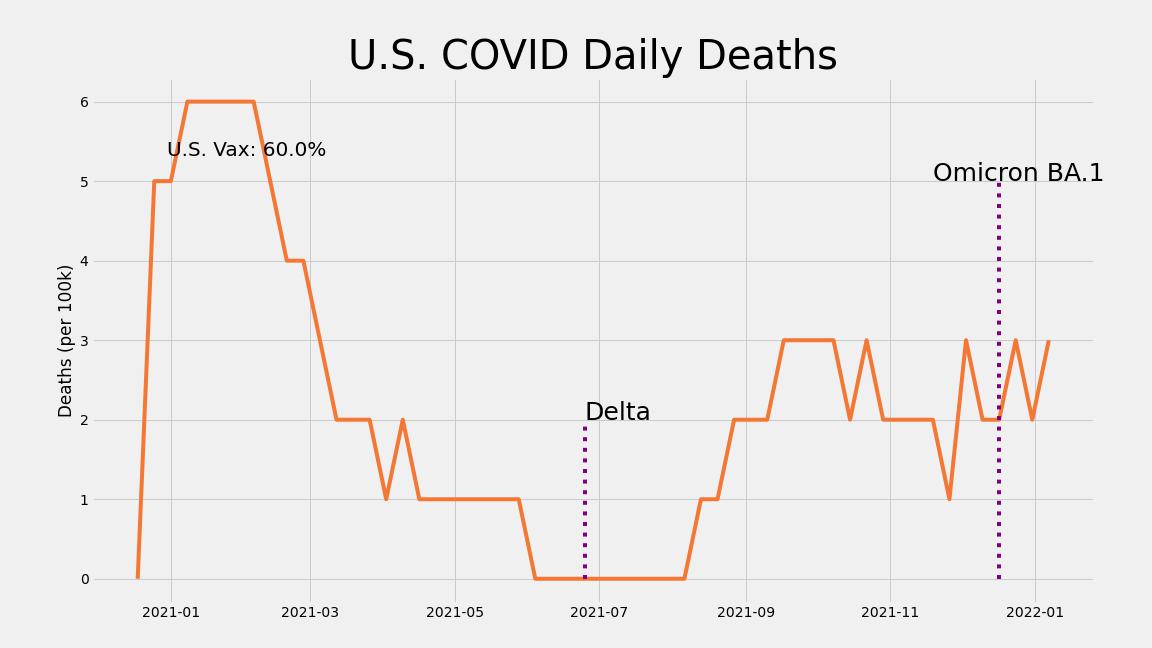 U.S. COVID Daily Deaths
6
U.S. Vax: 60.0%
Omicron BA.1
5
4
Deaths (per 100k)
3
Delta
2
1
0
2021-01
2021-03
2021-05
2021-07
2021-09
2021-11
2022-01